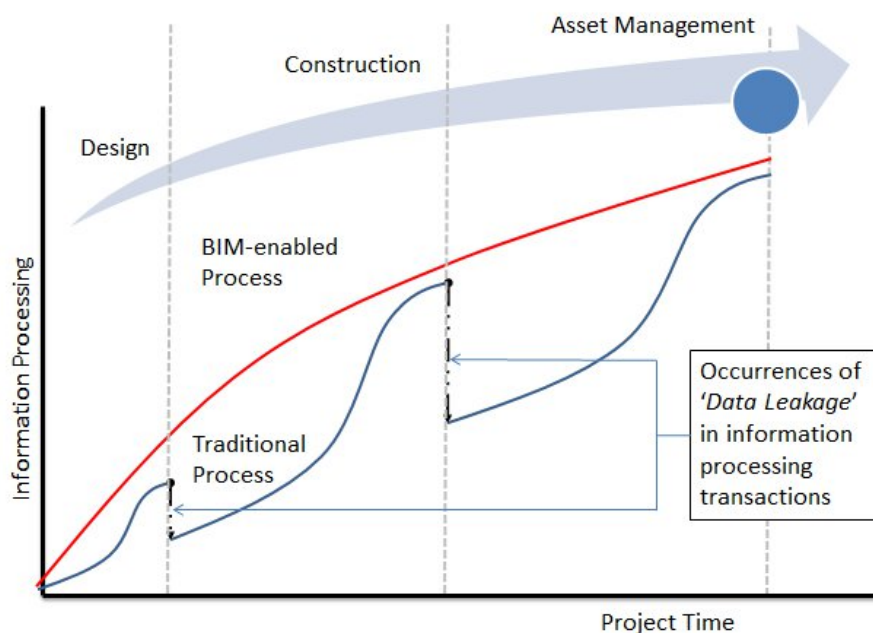 Asset Management
Construction
Design
BIM-enabled
Process
Information Processing
Traditional
Process
Occurrences of
‘Data Leakage’
in information
processing
transactions
Project Time